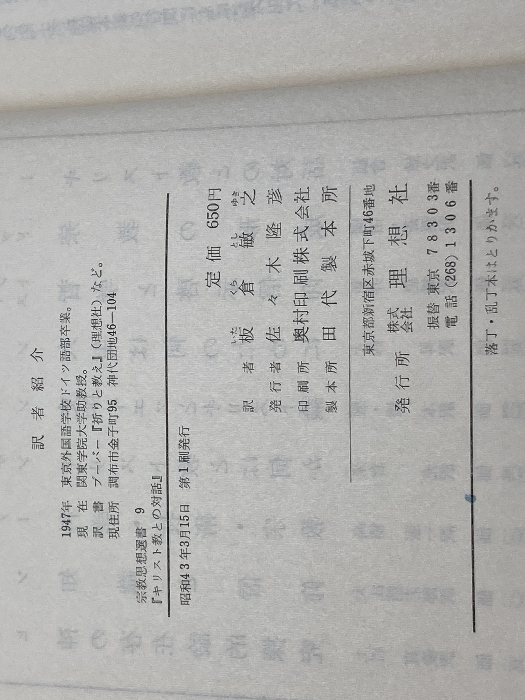 訳者紹介
1947年 東京外国語学校ドイツ語部卒業。
現在 関東学院大学助教授。
訳書 ブーバー『祈りと教え』(理想社)など。
現住所 調布市金子町95 神代団地46―104
宗教思想選書 9
『キリスト教との対話』
昭和43年3月15日 第1刷発行
定価 650円
訳者 板倉敏之
いた くら とし ゆき
発行者 佐々木隆彦
印刷所 奥村印刷株式会社
製本所 田代製本所
東京都新宿区赤城下町46番地
発行所 株式会社 理想社
振替東京 78303番
電話(268)1306番
落丁・乱丁本はとりかえます。